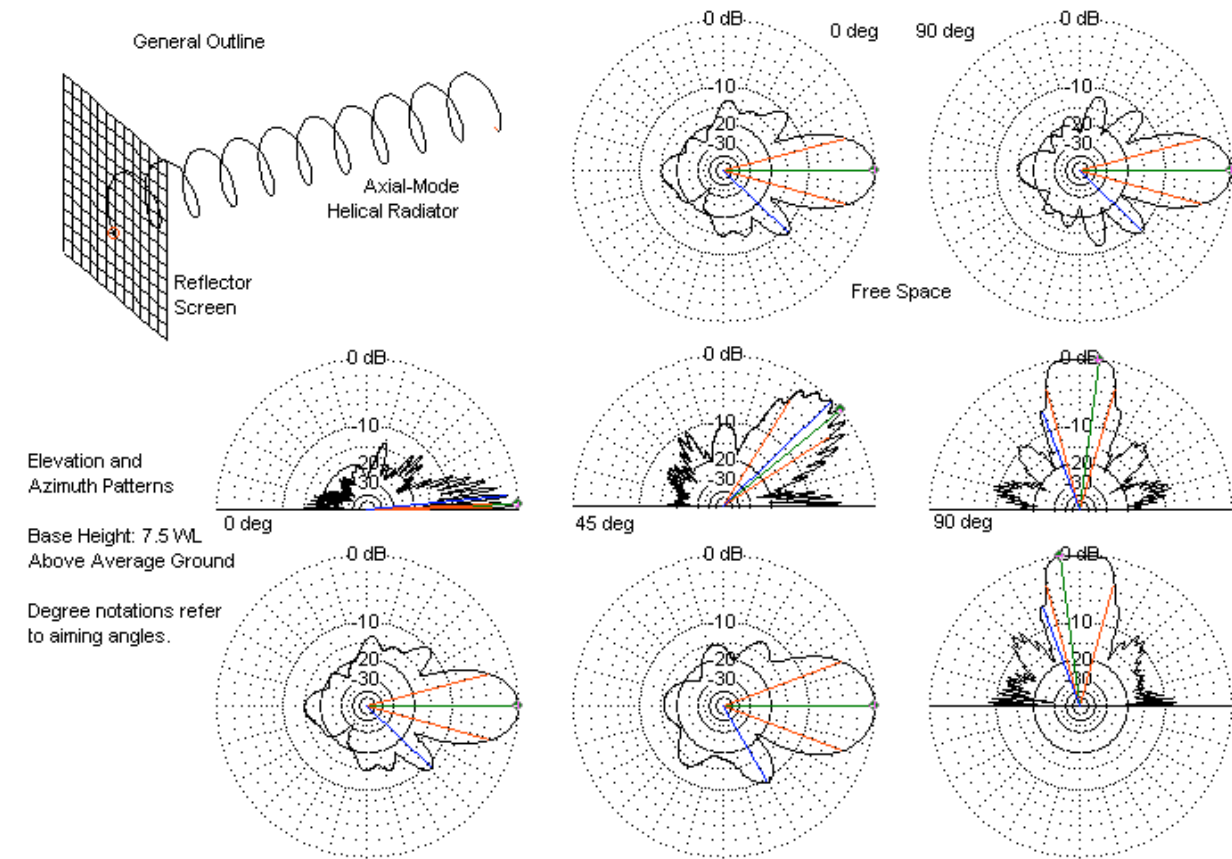 General Outline
Axial-Mode
Helical Radiator
Reflector
Screen
0 dB
-10
20
30
0 deg
90 deg
0 dB
-10
20
30
Free Space
Elevation and
Azimuth Patterns
Base Height: 7.5 WL
Above Average Ground
Degree notations refer
to aiming angles.
0 dB
-10
20
30
0 deg
0 dB
-10
20
30
45 deg
0 dB
-10
20
30
90 deg
0 dB
-10
20
30
0 dB
-10
20
30
0 dB
-10
20
30